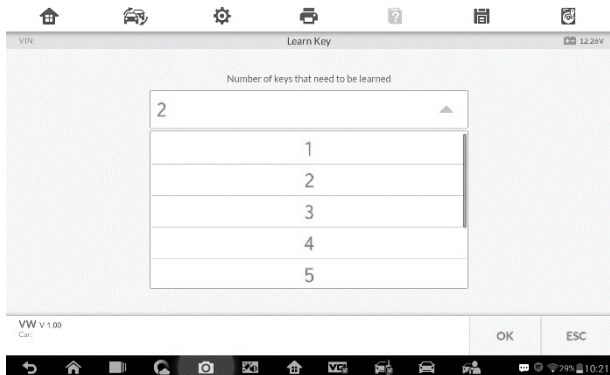 VIN:
Learn Key
12.26V
Number of keys that need to be learned
2
1
2
3
4
5
VW V 1.00
Car:
OK
ESC
29% 10:21